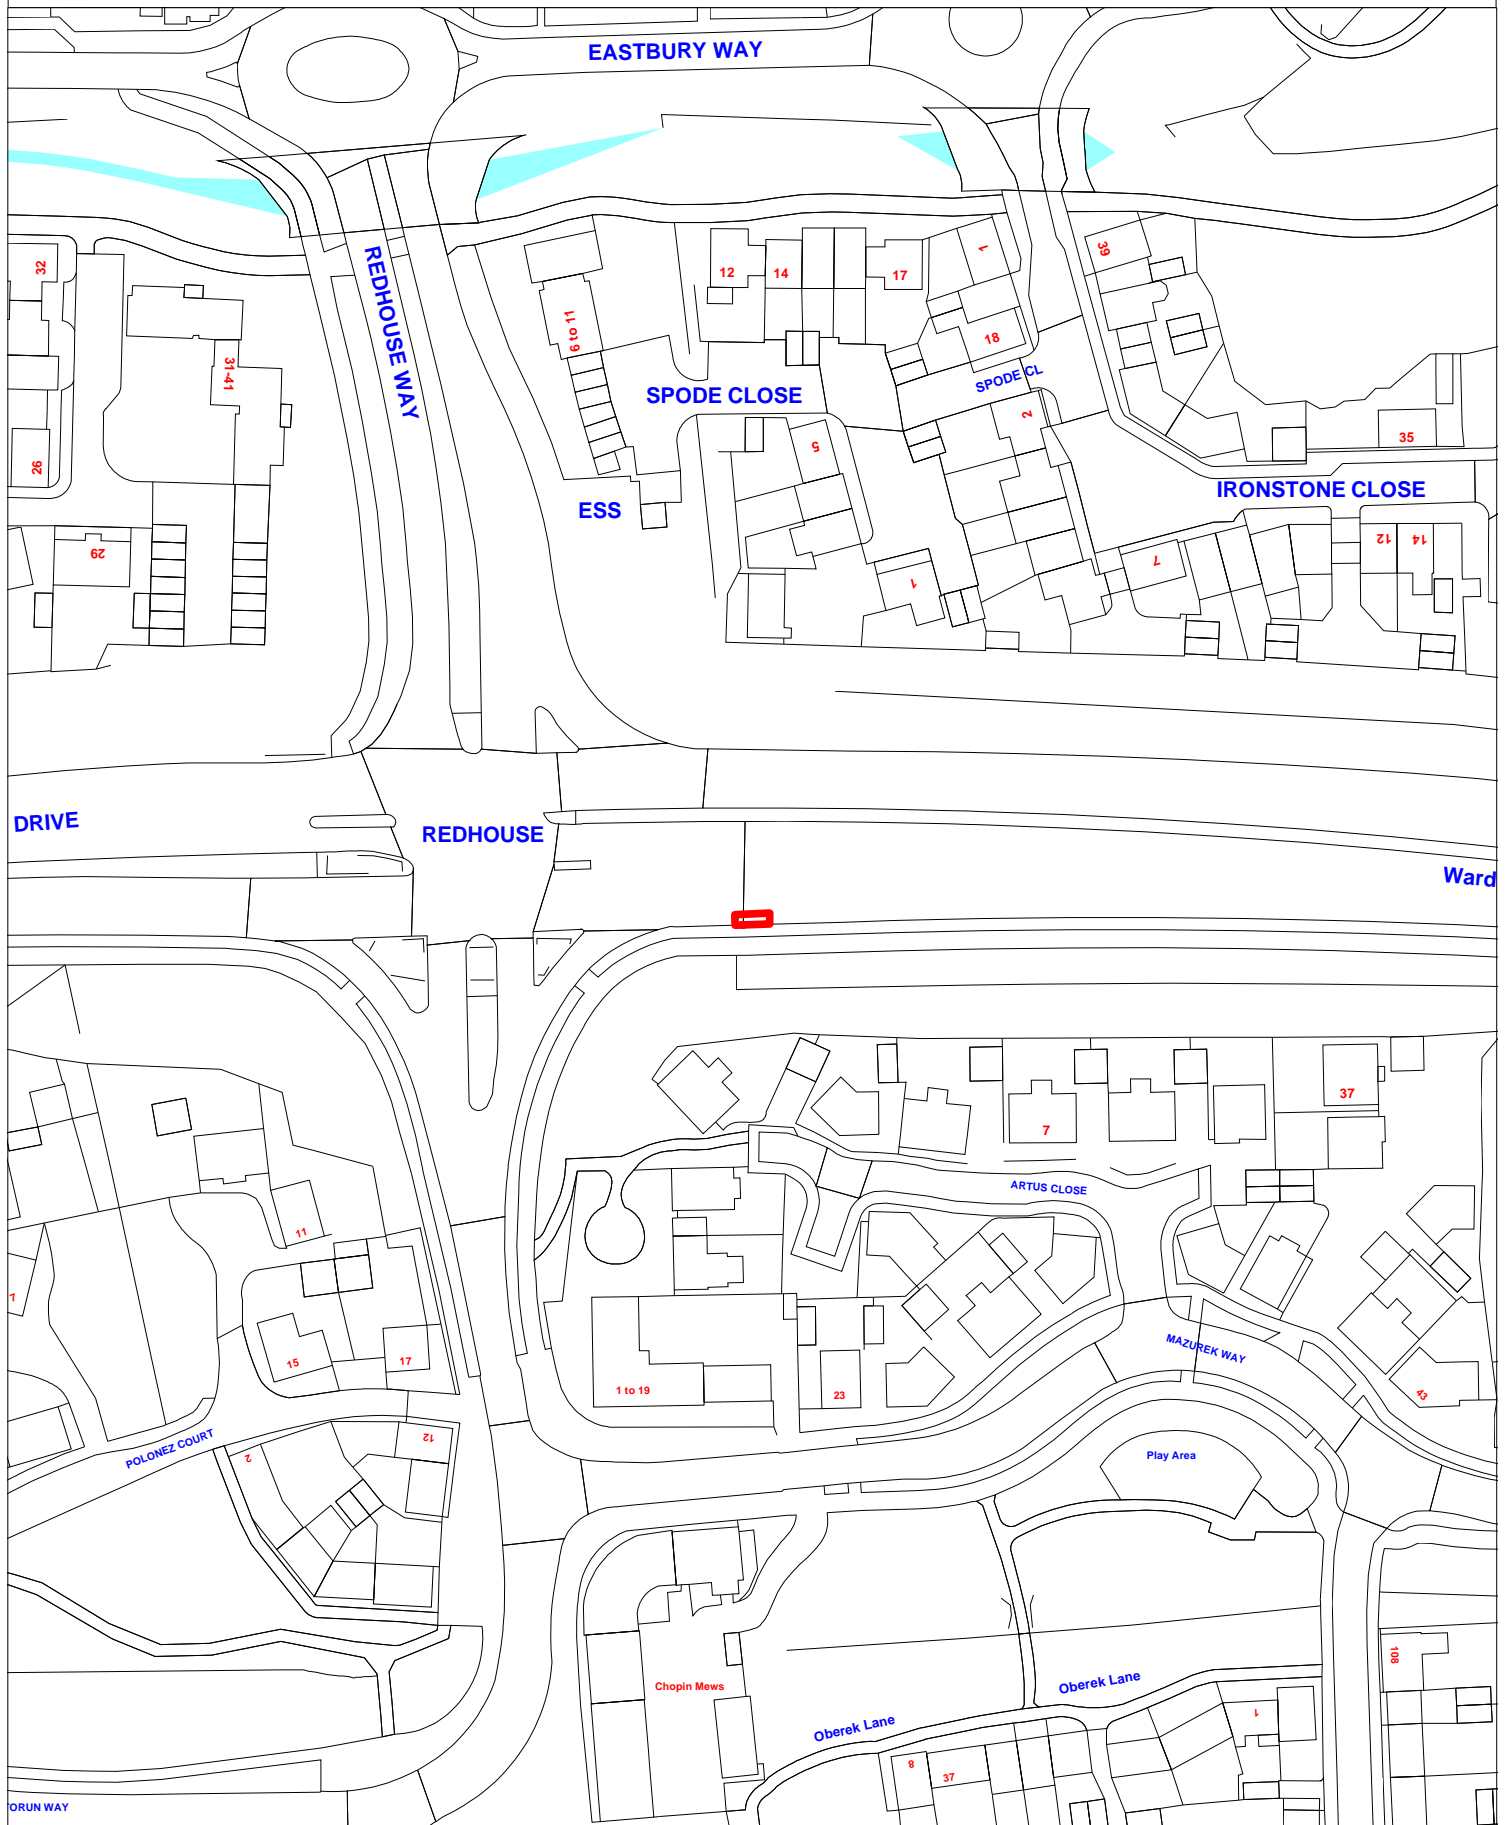 EASTBURY WAY
32
REDHOUSE WAY
12
14
17
1
39
6 to 11
18
31-41
SPODE CL
SPODE CLOSE
2
35
5
26
IRONSTONE CLOSE
ESS
29
12
14
7
1
DRIVE
REDHOUSE
Ward
37
7
ARTUS CLOSE
11
7
MAZUREK WAY
15
17
1 to 19
23
43
POLONEZ COURT
12
2
Play Area
108
Chopin Mews
Oberek Lane
1
Oberek Lane
8
37
TORUN WAY